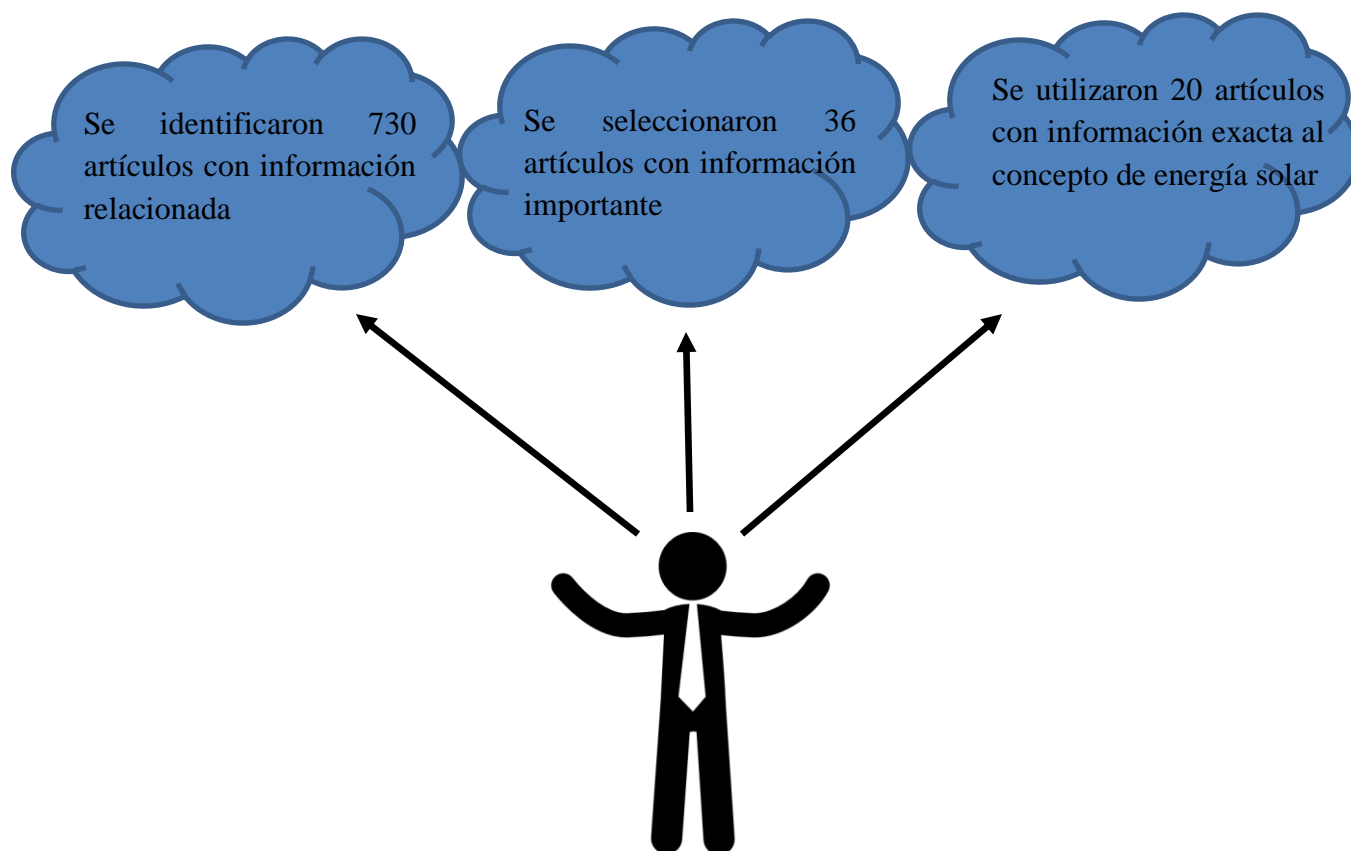 Se identificaron 730
artículos con información
relacionada
Se seleccionaron 36
artículos con información
importante
Se utilizaron 20 artículos
con información exacta al
concepto de energía solar